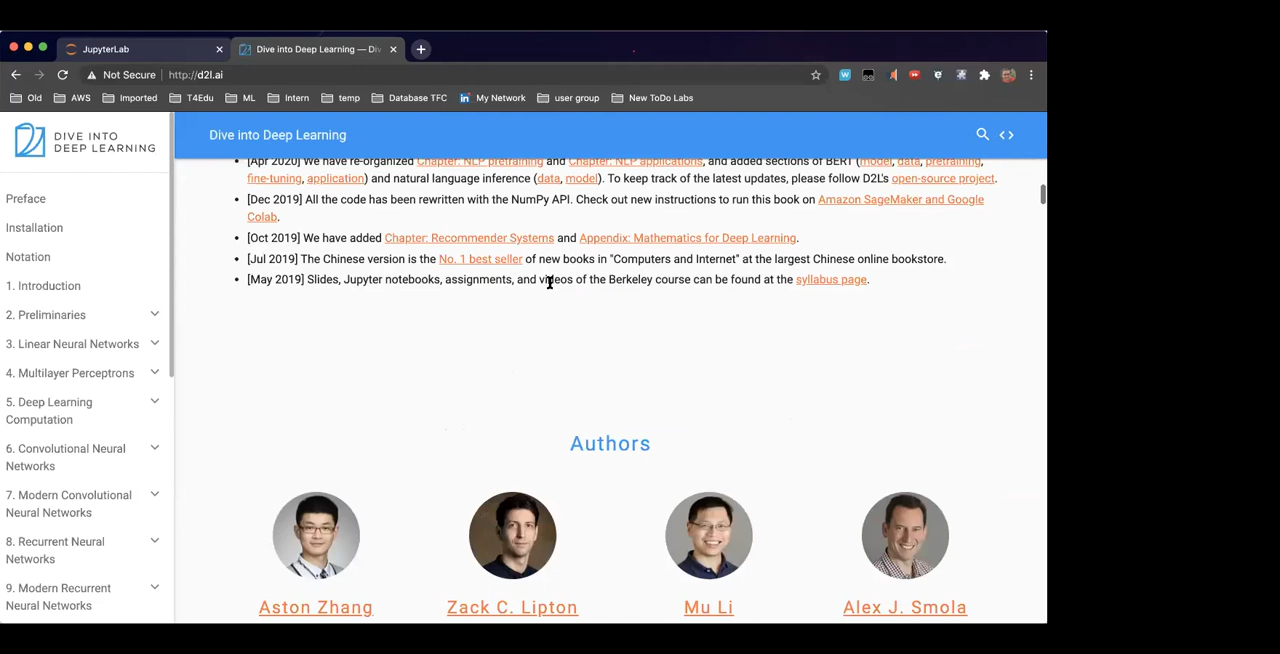 JupyterLab
Dive into Deep Learning — Div
Not Secure
http://d2l.ai
Old
AWS
Imported
T4Edu
ML
Intern
temp
Database TFC
My Network
user group
New ToDo Labs
DIVE INTO
DEEP LEARNING
Dive into Deep Learning
Preface
Installation
Notation
1. Introduction
2. Preliminaries
3. Linear Neural Networks
4. Multilayer Perceptrons
5. Deep Learning
Computation
6. Convolutional Neural
Networks
7. Modern Convolutional
Neural Networks
8. Recurrent Neural
Networks
9. Modern Recurrent
Neural Networks
[Apr 2020] We have re-organized Chapter: NLP pretraining and Chapter: NLP applications, and added sections of BERT (model, data, pretraining,
fine-tuning, application) and natural language inference (data, model). To keep track of the latest updates, please follow D2L's open-source project.
[Dec 2019] All the code has been rewritten with the NumPy API. Check out new instructions to run this book on Amazon SageMaker and Google
Colab.
[Oct 2019] We have added Chapter: Recommender Systems and Appendix: Mathematics for Deep Learning.
[Jul 2019] The Chinese version is the No. 1 best seller of new books in "Computers and Internet" at the largest Chinese online bookstore.
[May 2019] Slides, Jupyter notebooks, assignments, and videos of the Berkeley course can be found at the syllabus page.
Authors
Aston Zhang
Zack C. Lipton
Mu Li
Alex J. Smola